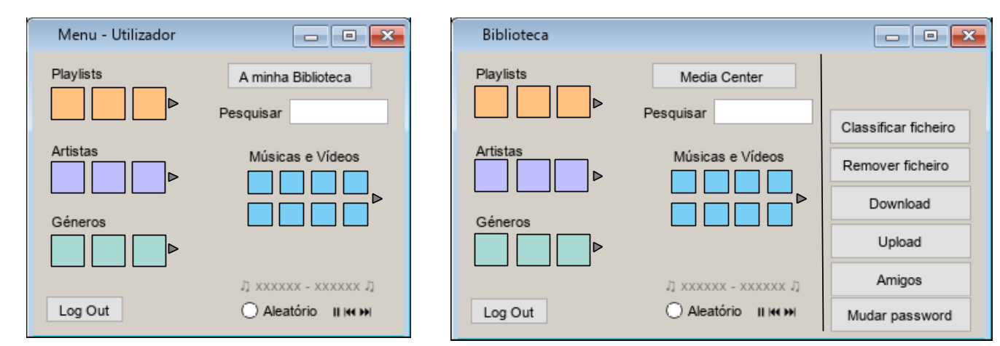 Menu - Utilizador
Playlists
A minha Biblioteca
Pesquisar
Artistas
Músicas e Vídeos
Géneros
♫ xxxxxx - xxxxxx ♫
Log Out
Aleatório
Biblioteca
Playlists
Media Center
Pesquisar
Artistas
Músicas e Vídeos
Géneros
♫ xxxxxx - xxxxxx ♫
Log Out
Aleatório
Classificar ficheiro
Remover ficheiro
Download
Upload
Amigos
Mudar password